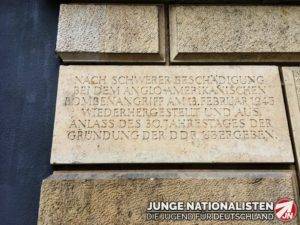 NACH SCHWERER BESCHÄDIGUNG
BEI DEM ANGLO-AMERIKANISCHEN
BOMBENANGRIFF AM 13. FEBRUAR 1945
WIEDERHERGESTELLT UND AUS
ANLASS DES 30. JAHRESTAGES DER
GRÜNDUNG DER DDR ÜBERGEBEN.
JUNGE NATIONALISTEN
DIE JUGEND FÜR DEUTSCHLAND
JN